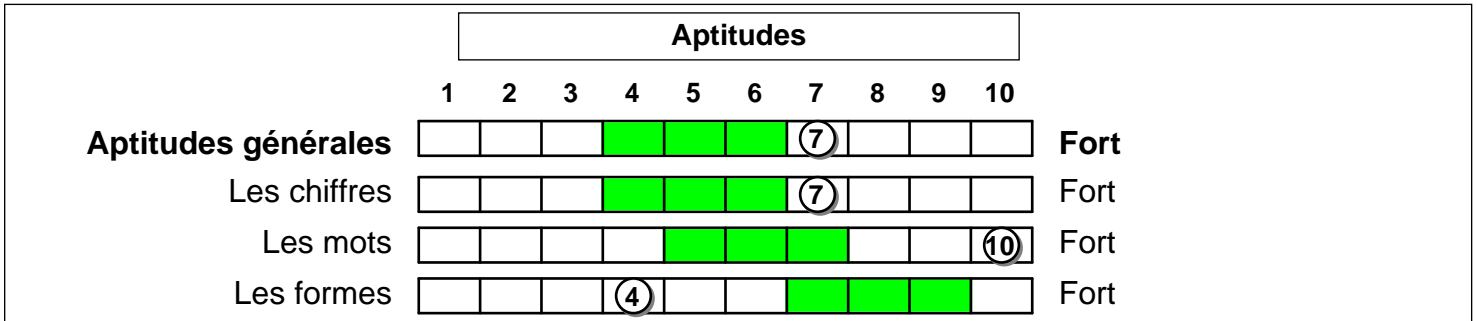 Aptitudes
1 2 3 4 5 6 7 8 9 10
Aptitudes générales 7 Fort
Les chiffres 7 Fort
Les mots 10 Fort
Les formes 4 Fort